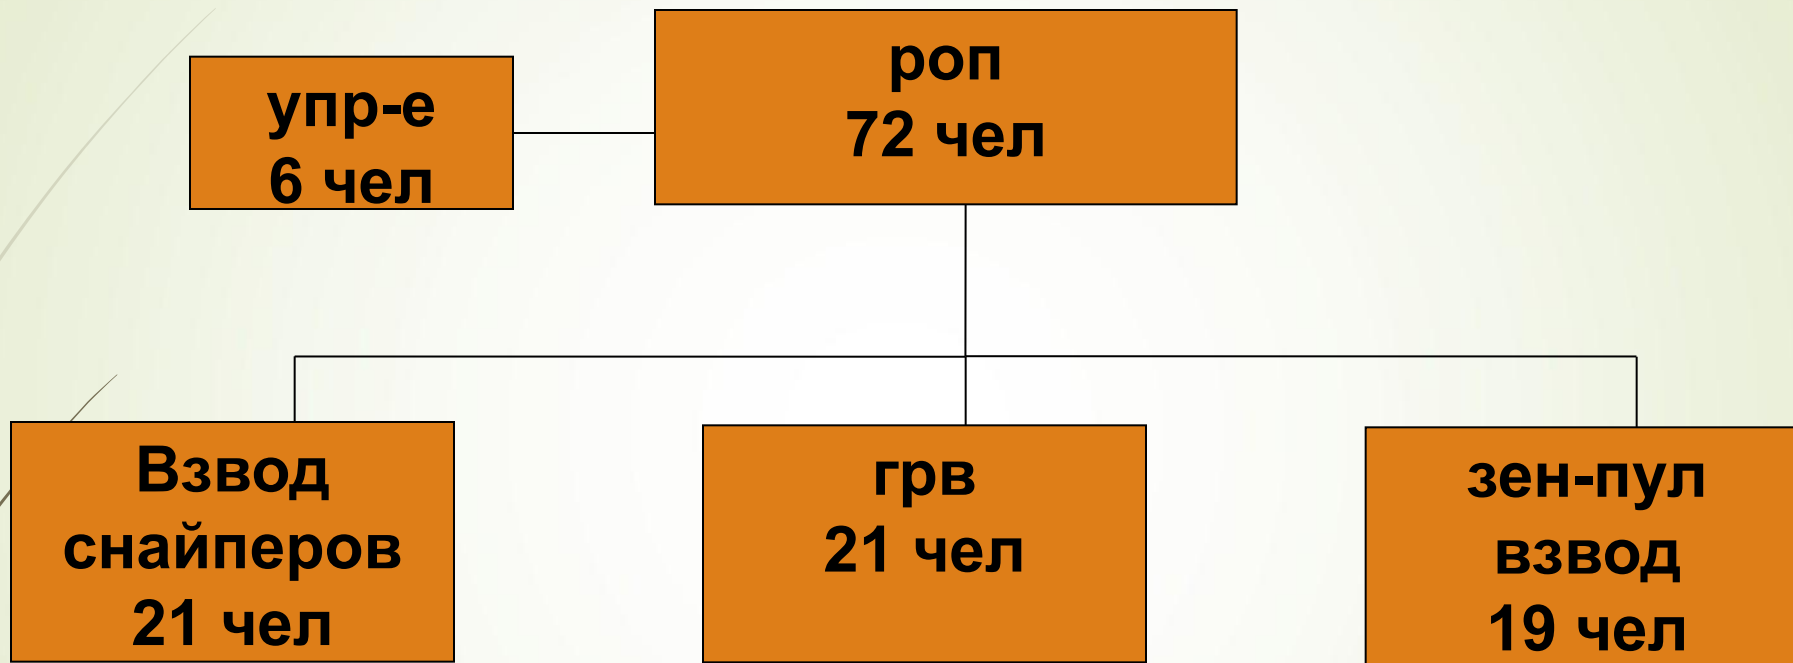 роп
72 чел
упр-е
6 чел
Взвод
снайперов
21 чел
грв
21 чел
зен-пул
взвод
19 чел